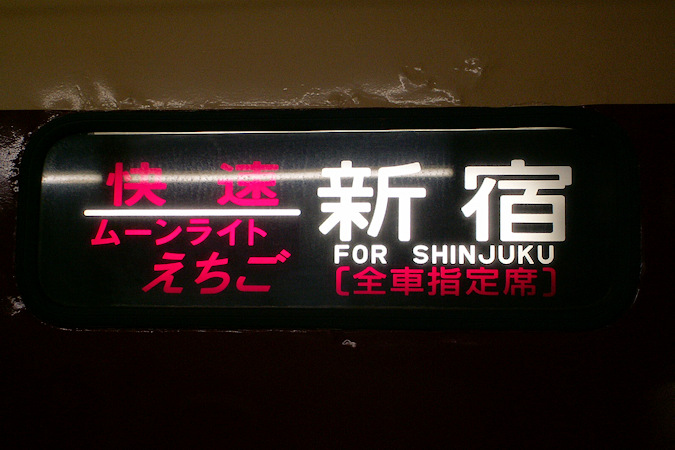 快速
ムーンライト
えちご
新宿
FOR SHINJUKU
〔全車指定席〕